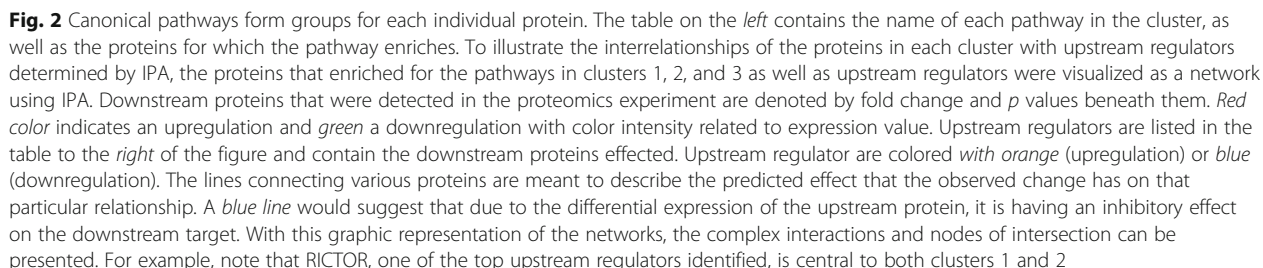 Fig. 2 Canonical pathways form groups for each individual protein. The table on the left contains the name of each pathway in the cluster, as
well as the proteins for which the pathway enriches. To illustrate the interrelationships of the proteins in each cluster with upstream regulators
determined by IPA, the proteins that enriched for the pathways in clusters 1, 2, and 3 as well as upstream regulators were visualized as a network
using IPA. Downstream proteins that were detected in the proteomics experiment are denoted by fold change and p values beneath them. Red
color indicates an upregulation and green a downregulation with color intensity related to expression value. Upstream regulators are listed in the
table to the right of the figure and contain the downstream proteins effected. Upstream regulator are colored with orange (upregulation) or blue
(downregulation). The lines connecting various proteins are meant to describe the predicted effect that the observed change has on that
particular relationship. A blue line would suggest that due to the differential expression of the upstream protein, it is having an inhibitory effect
on the downstream target. With this graphic representation of the networks, the complex interactions and nodes of intersection can be
presented. For example, note that RICTOR, one of the top upstream regulators identified, is central to both clusters 1 and 2